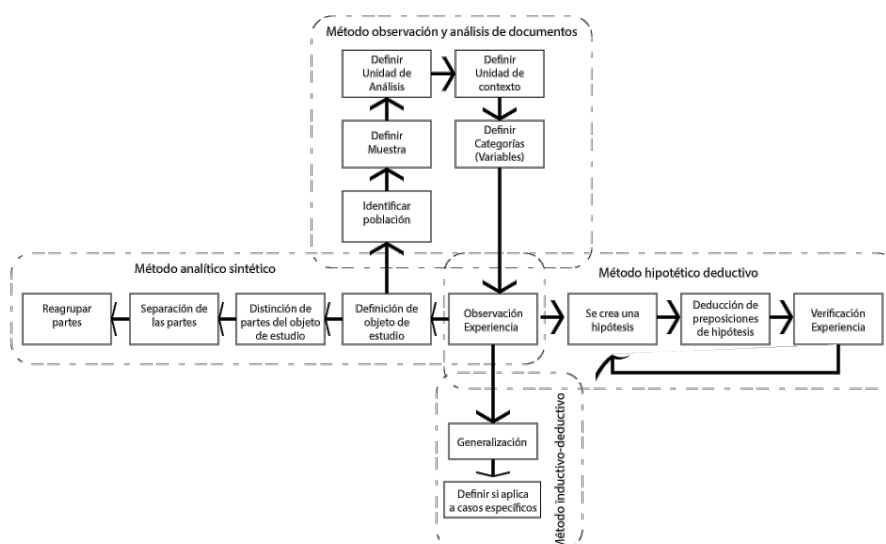 Método observación y análisis de documentos
Definir
Unidad de
Análisis
Definir
Unidad de
contexto
Definir
Muestra
Definir
Categorías
(Variables)
Identificar
población
Método analítico sintético
Método hipotético deductivo
Reagrupar
partes
Separación de
las partes
Distinción de
partes del objeto
de estudio
Definición de
objeto de
estudio
Observación
Experiencia
Se crea una
hipótesis
Deducción de
preposiciones
de hipótesis
Verificación
Experiencia
Generalización
Definir si aplica
a casos específicos
Método inductivo-deductivo